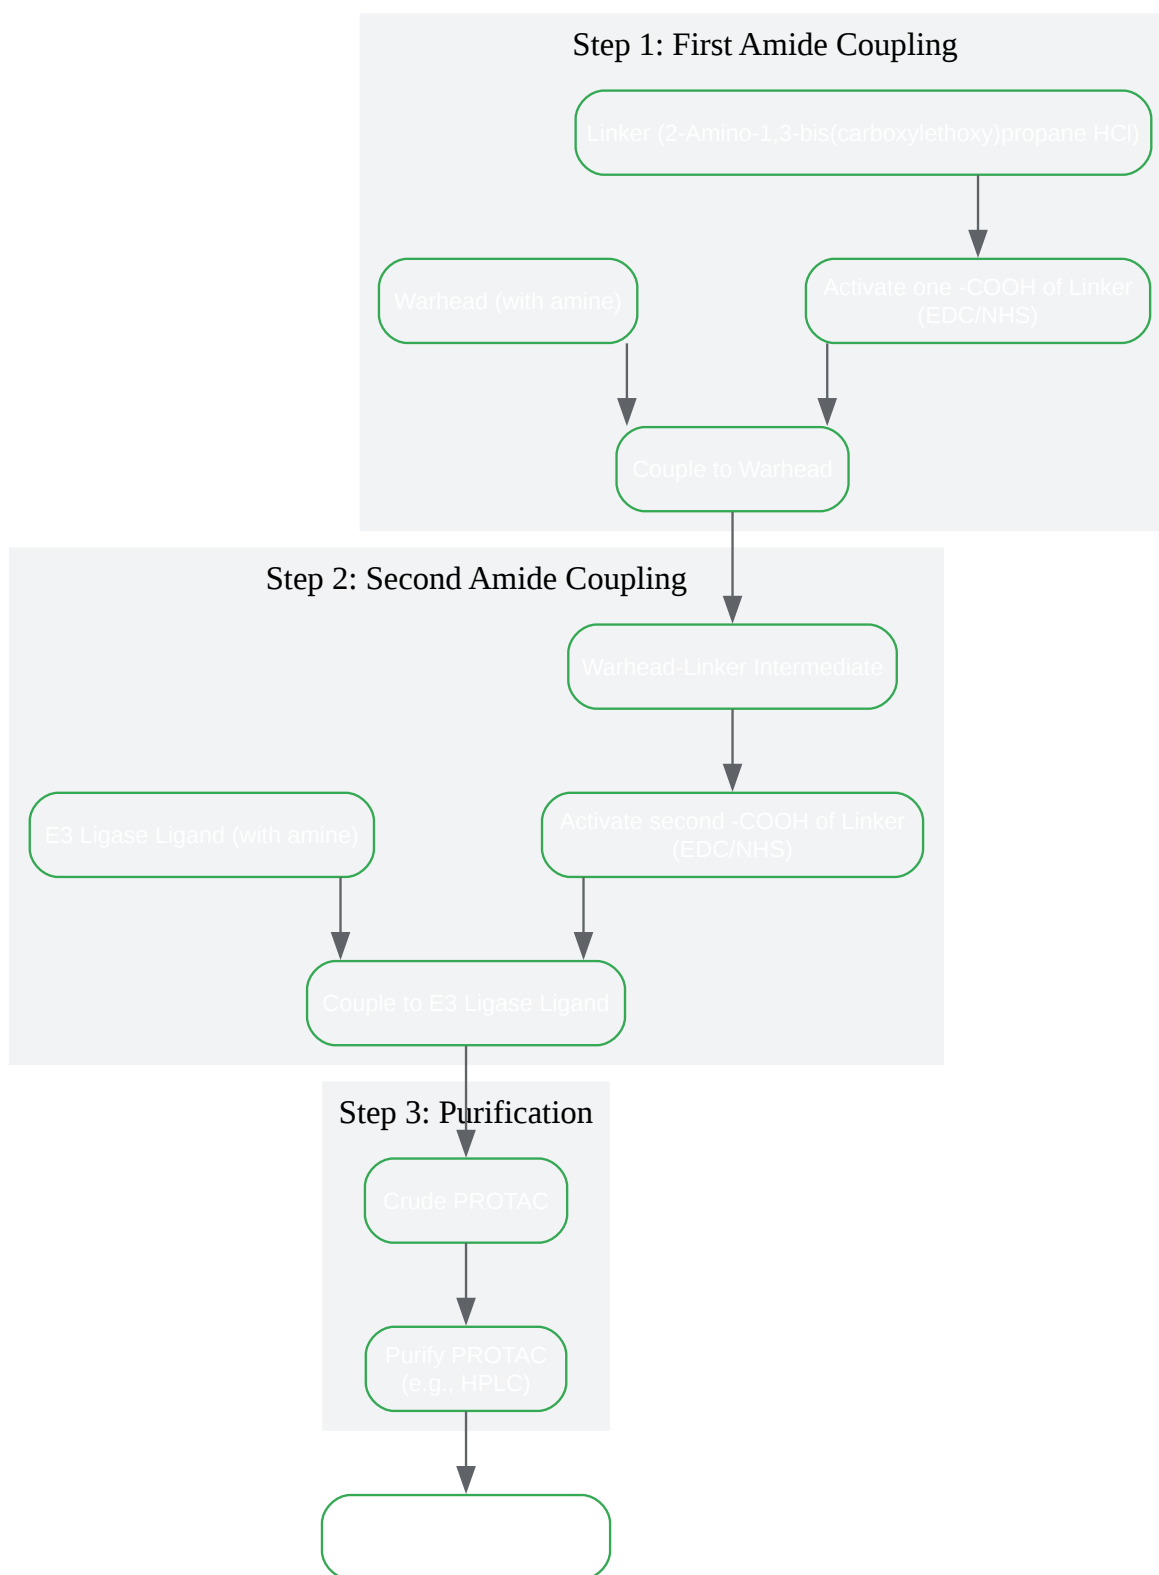 Step 1: First Amide Coupling
Linker (2-Amino-1,3-bis(carboxylethoxy)propane HCl)
Warhead (with amine)
Activate one -COOH of Linker
(EDC/NHS)
Couple to Warhead
Step 2: Second Amide Coupling
Warhead-Linker Intermediate
E3 Ligase Ligand (with amine)
Activate second -COOH of Linker
(EDC/NHS)
Couple to E3 Ligase Ligand
Step 3: Purification
Crude PROTAC
Purify PROTAC
(e.g., HPLC)